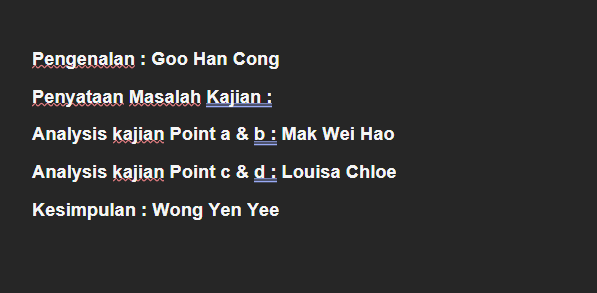 Pengenalan : Goo Han Cong
Penyataan Masalah Kajian :
Analysis kajian Point a & b : Mak Wei Hao
Analysis kajian Point c & d : Louisa Chloe
Kesimpulan : Wong Yen Yee